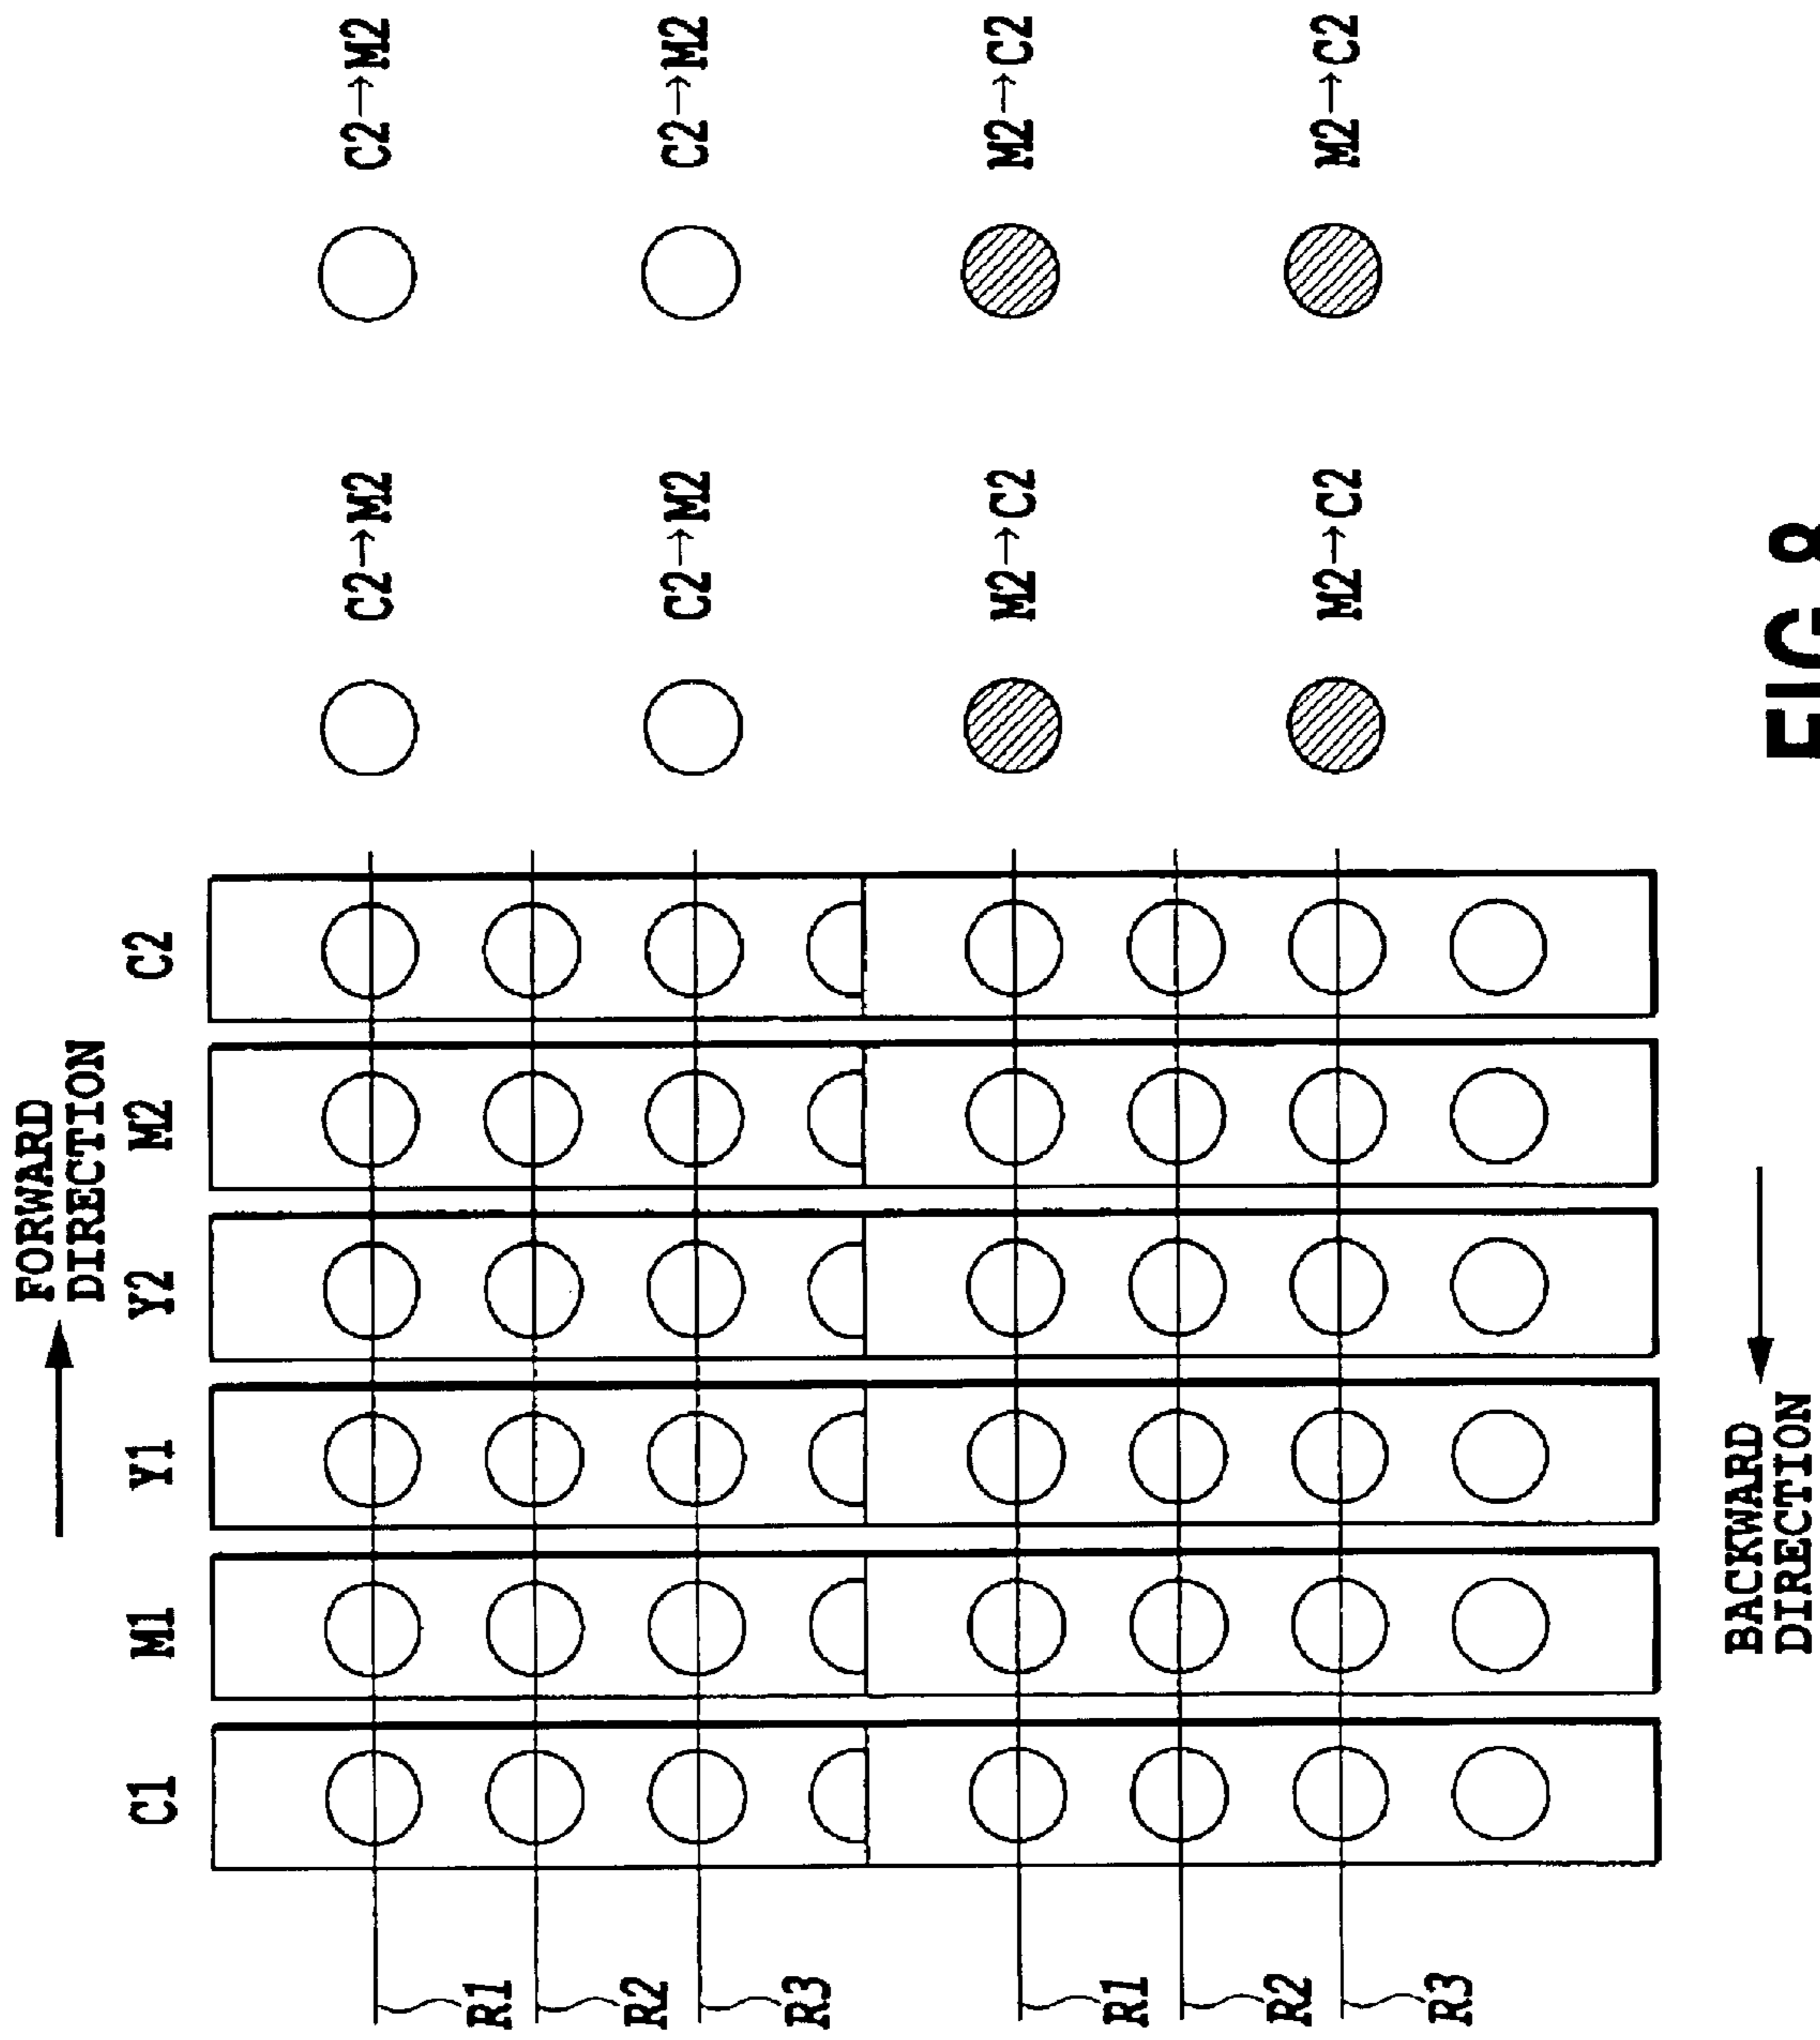 FORWARD
DIRECTION
C1 M1 Y1 Y2 M2 C2
C2→M2 C2→M2
R1
R2
C2→M2 C2→M2
R3
M2→C2 M2→C2
R1
R2
M2→C2 M2→C2
R3
BACKWARD
DIRECTION
FIG 8